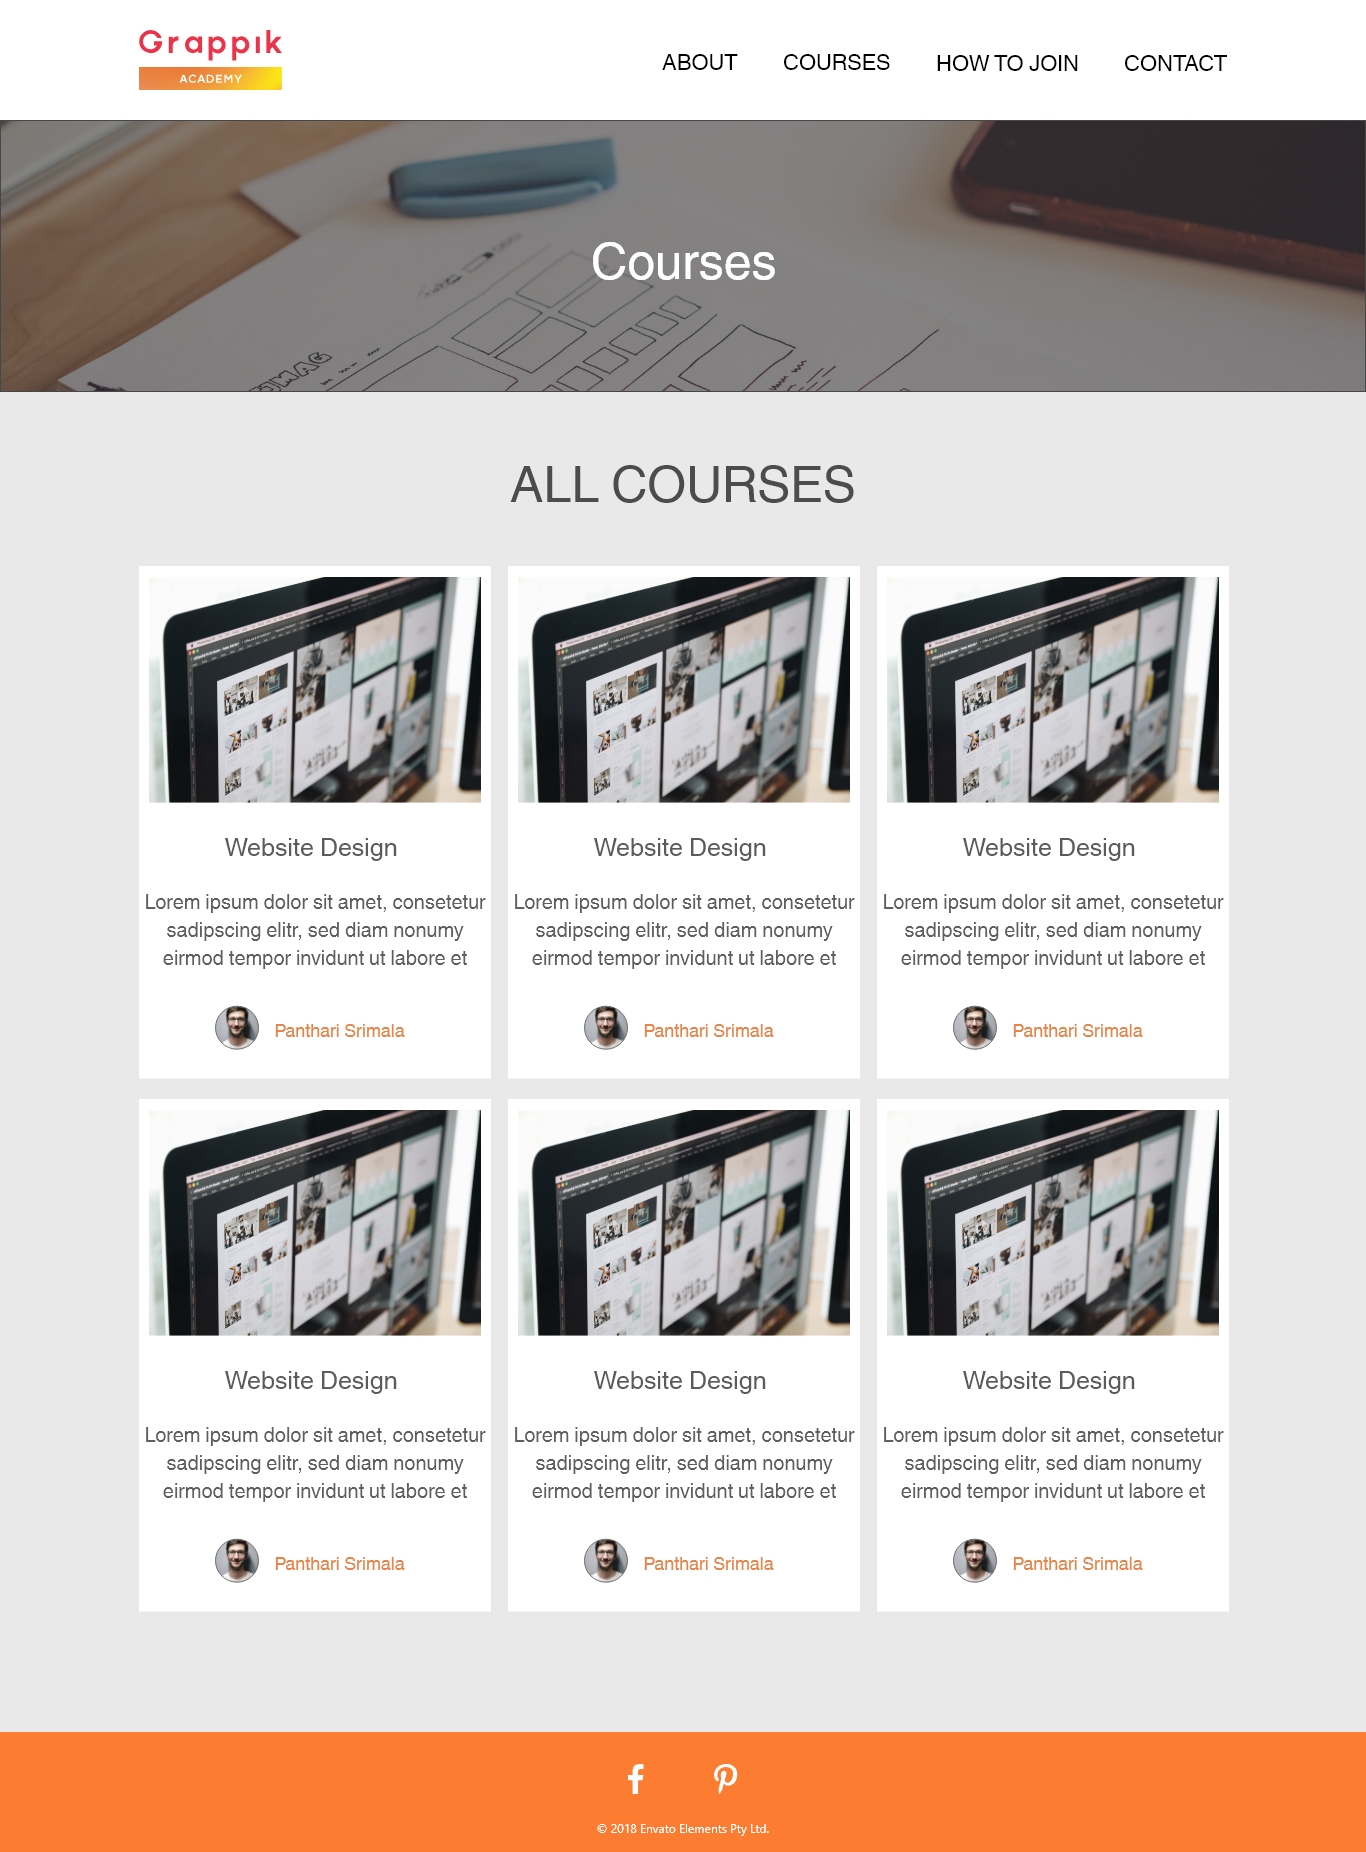 Grappık
ACADEMY
ABOUT
COURSES
HOW TO JOIN
CONTACT
Courses
ALL COURSES
Website Design
Lorem ipsum dolor sit amet, consetetur
sadipscing elitr, sed diam nonumy
eirmod tempor invidunt ut labore et
Panthari Srimala
Website Design
Lorem ipsum dolor sit amet, consetetur
sadipscing elitr, sed diam nonumy
eirmod tempor invidunt ut labore et
Panthari Srimala
Website Design
Lorem ipsum dolor sit amet, consetetur
sadipscing elitr, sed diam nonumy
eirmod tempor invidunt ut labore et
Panthari Srimala
Website Design
Lorem ipsum dolor sit amet, consetetur
sadipscing elitr, sed diam nonumy
eirmod tempor invidunt ut labore et
Panthari Srimala
Website Design
Lorem ipsum dolor sit amet, consetetur
sadipscing elitr, sed diam nonumy
eirmod tempor invidunt ut labore et
Panthari Srimala
Website Design
Lorem ipsum dolor sit amet, consetetur
sadipscing elitr, sed diam nonumy
eirmod tempor invidunt ut labore et
Panthari Srimala
© 2018 Envato Elements Pty Ltd.